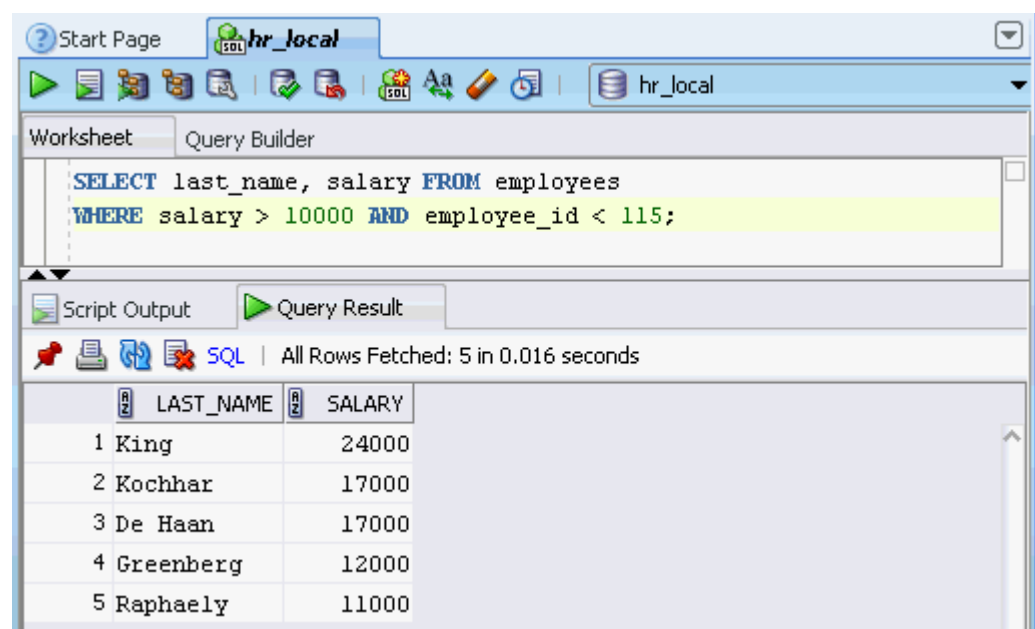 Start Page hr_local
hr_local
Worksheet Query Builder
SELECT last_name, salary FROM employees
WHERE salary > 10000 AND employee_id < 115;
Script Output Query Result
SQL | All Rows Fetched: 5 in 0.016 seconds
LAST_NAME SALARY
1 King 24000
2 Kochhar 17000
3 De Haan 17000
4 Greenberg 12000
5 Raphaely 11000